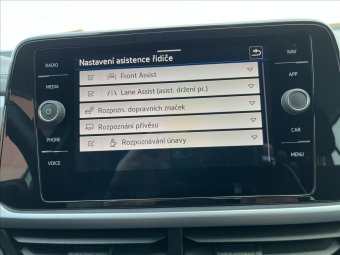 Nastavení asistence řidiče
RADIO
MEDIA
PHONE
VOICE
Front Assist
Lane Assist (asist. držení pr.)
Rozpozn. dopravních značek
Rozpoznání přívěsu
Rozpoznávání únavy
NAV
APP
CAR
MENU